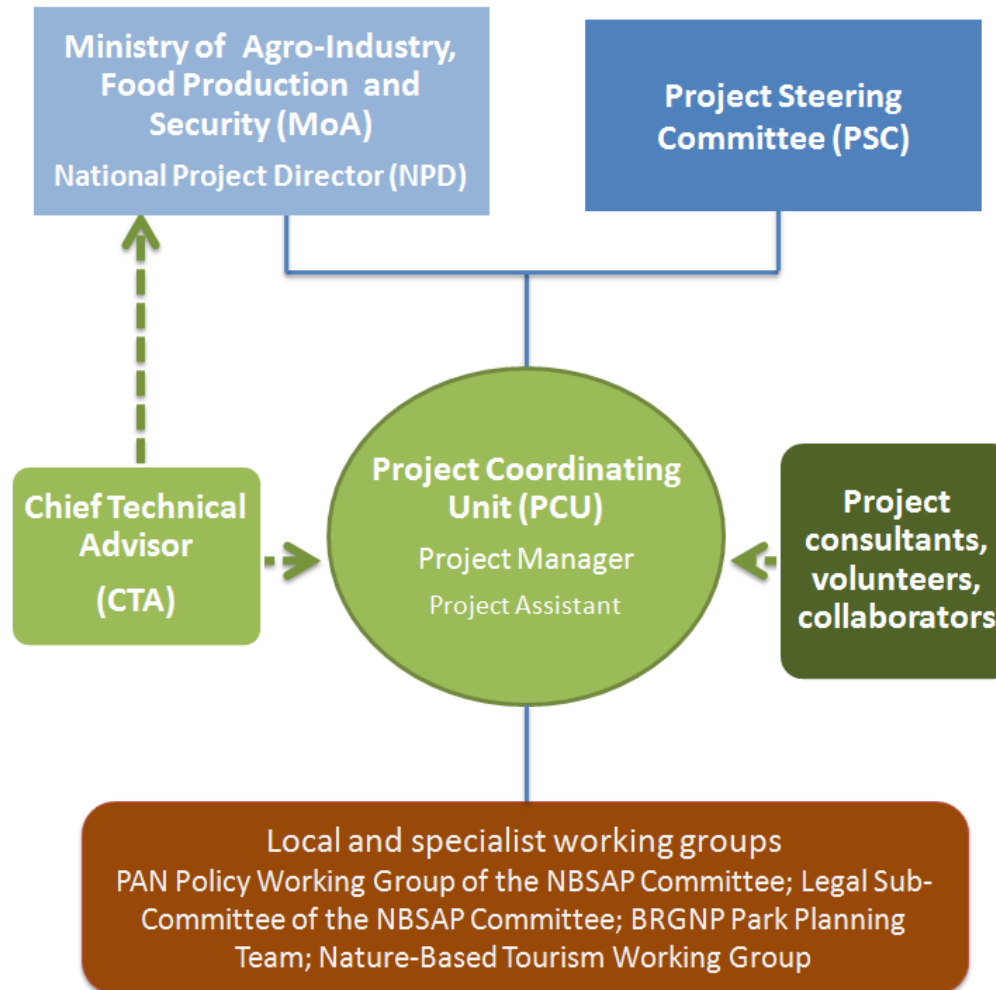 Ministry of Agro-Industry,
Food Production and
Security (MoA)
National Project Director (NPD)
Project Steering
Committee (PSC)
Chief Technical
Advisor
(CTA)
Project Coordinating
Unit (PCU)
Project Manager
Project Assistant
Project
consultants,
volunteers,
collaborators
Local and specialist working groups
PAN Policy Working Group of the NBSAP Committee; Legal Sub-
Committee of the NBSAP Committee; BRGNP Park Planning
Team; Nature-Based Tourism Working Group